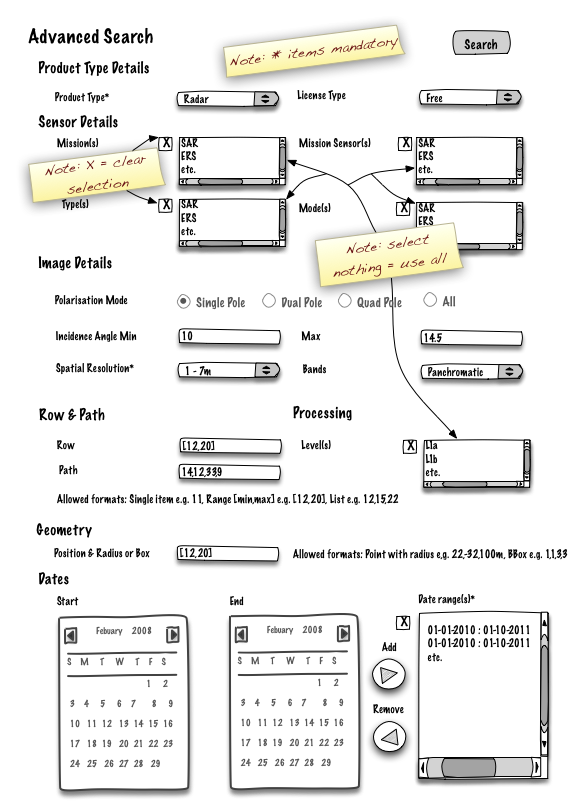 Advanced Search
Note: * items mandatory
Search
Product Type Details
Product Type* Radar License Type Free
Sensor Details
Mission(s) X SAR ERS etc. Mission Sensor(s) X SAR ERS etc.
Note: X = clear
selection
Type(s) X SAR ERS etc. Mode(s) X SAR ERS
Note: select
nothing = use all
Image Details
Polarisation Mode Single Pole Dual Pole Quad Pole All
Incidence Angle Min 10 Max 14.5
Spatial Resolution* 1 - 7m Bands Panchromatic
Row & Path Processing
Row [12,20] Level(s) X L1a L1b etc.
Path 14,12,33,9
Allowed formats: Single item e.g. 11, Range [min,max] e.g. [12,20], List e.g. 12,15,22
Geometry
Position & Radius or Box [12,20] Allowed formats: Point with radius e.g. 22,-32,100m, BBox e.g. 1,1,3,3
Dates
Start End Date range(s)*
Febuary 2008
S M T W T F S
1 2
3 4 5 6 7 8 9
10 11 12 13 14 15 16
17 18 19 20 21 22 23
24 25 26 27 28 29
Febuary 2008
S M T W T F S
1 2
3 4 5 6 7 8 9
10 11 12 13 14 15 16
17 18 19 20 21 22 23
24 25 26 27 28 29
X
Add
Remove
01-01-2010 : 01-10-2011
01-01-2010 : 01-10-2011
etc.